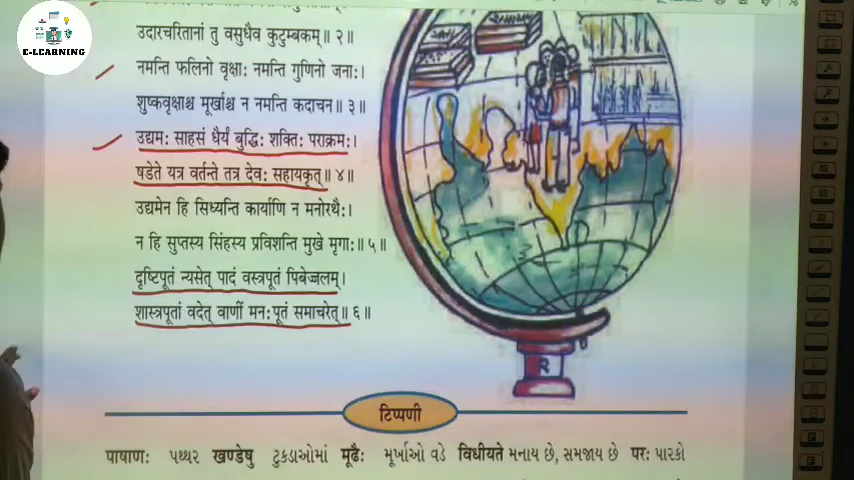 E-LEARNING
उदारचरितानां तु वसुधैव कुटुम्बकम्॥ २॥
नमन्ति फलिनो वृक्षाः नमन्ति गुणिनो जनाः।
शुष्कवृक्षाश्च मूर्खाश्च न नमन्ति कदाचन॥ ३॥
उद्यमः साहसं धैर्यं बुद्धिः शक्तिः पराक्रमः।
षडेते यत्र वर्तन्ते तत्र देवः सहायकृत्॥ ४॥
उद्यमेन हि सिध्यन्ति कार्याणि न मनोरथैः।
न हि सुप्तस्य सिंहस्य प्रविशन्ति मुखे मृगाः॥ ५॥
दृष्टिपूतं न्यसेत् पादं वस्त्रपूतं पिबेज्जलम्।
शास्त्रपूतां वदेत् वाणीं मनःपूतं समाचरेत्॥ ६॥
२
टिप्पणी
पाषाणः પથ્થર खण्डेषु ટુકડાઓમાં मूढैः મૂર્ખાઓ વડે विधीयते મનાય છે, સમજાય છે परः પારકો